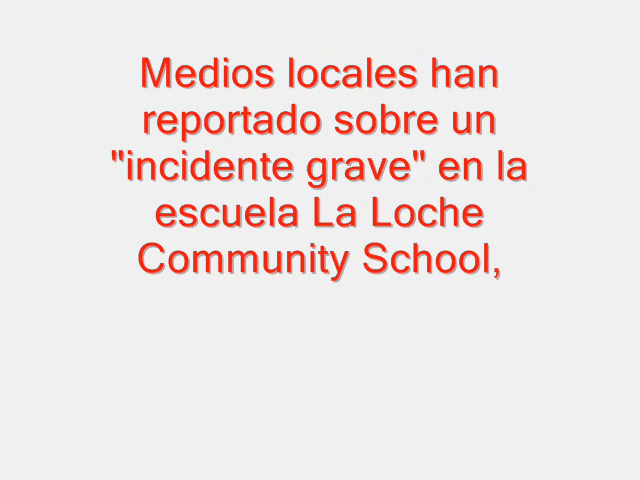 Medios locales han
reportado sobre un
"incidente grave" en la
escuela La Loche
Community School,